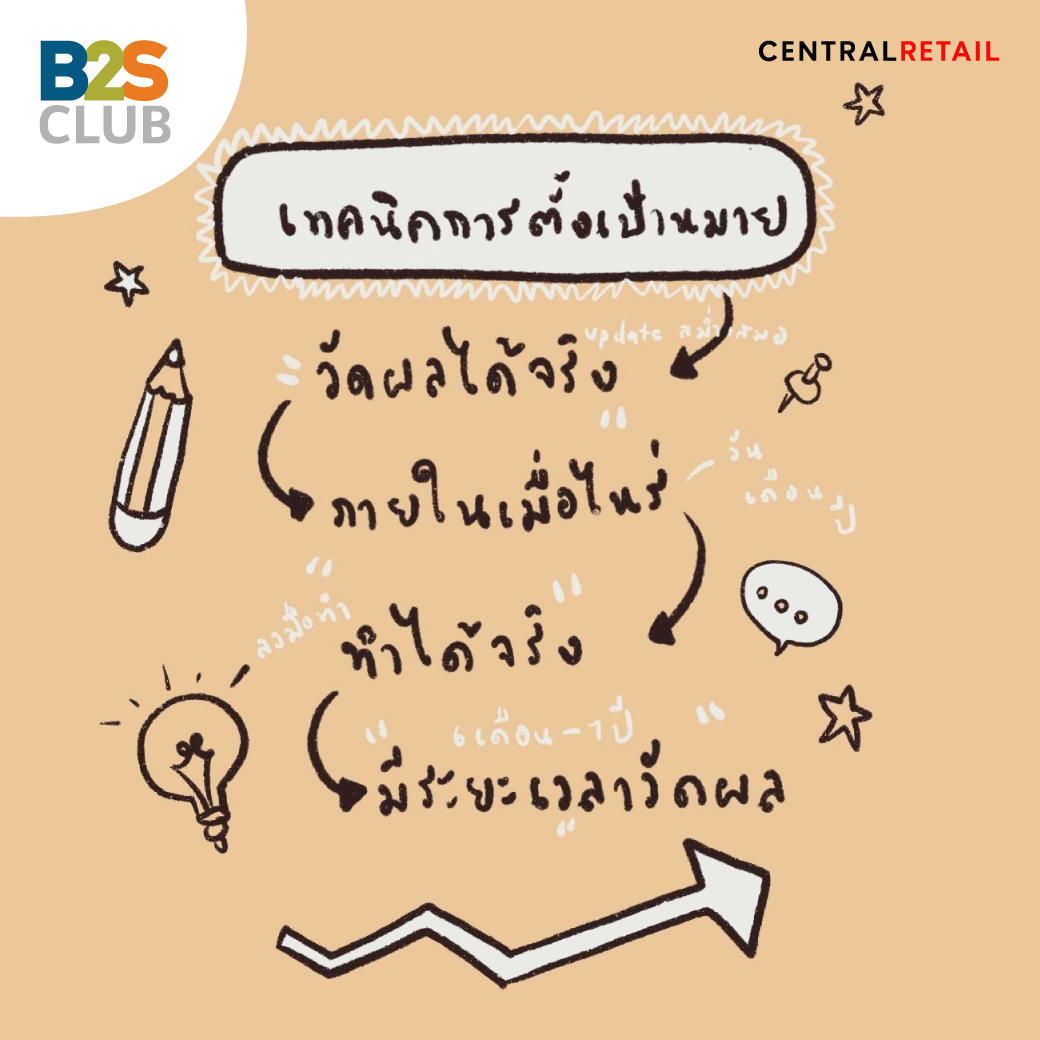 B2S
CLUB
CENTRALRETAIL
เทคนิคการตั้งเป้าหมาย
update สม่ำเสมอ
วัดผลได้จริง
วัน
เดือน
ปี
ภายในเมื่อไหร่
ลงมือทำ
ทำได้จริง
6 เดือน - 1 ปี
มีระยะเวลาวัดผล